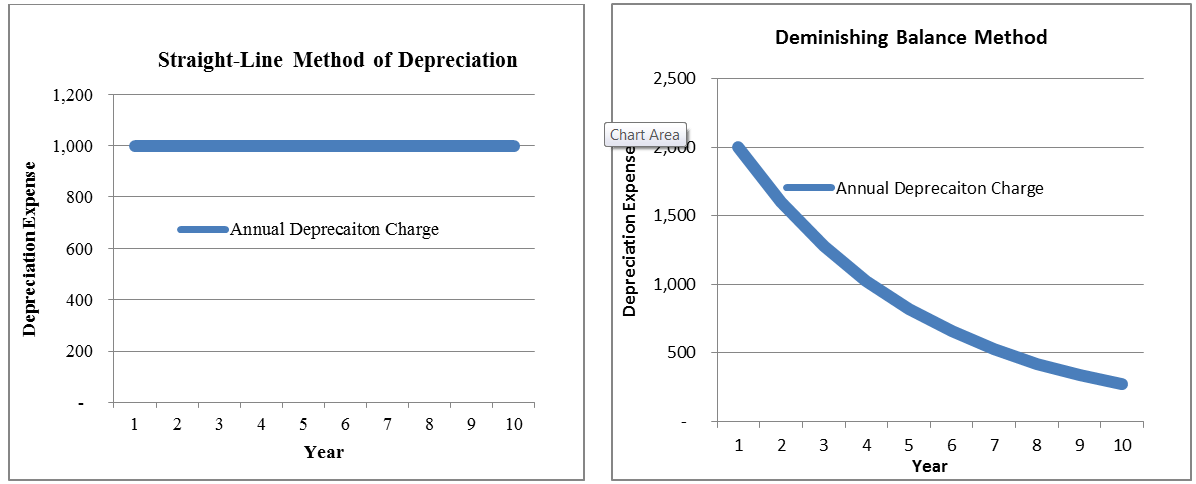 Straight-Line Method of Depreciation
1,200
1,000
800
600
400
200
-
Depreciation Expense
Annual Deprecaiton Charge
1 2 3 4 5 6 7 8 9 10
Year
Deminishing Balance Method
2,500
Chart Area
2,000
1,500
1,000
500
-
Depreciation Expense
Annual Deprecaiton Charge
1 2 3 4 5 6 7 8 9 10
Year